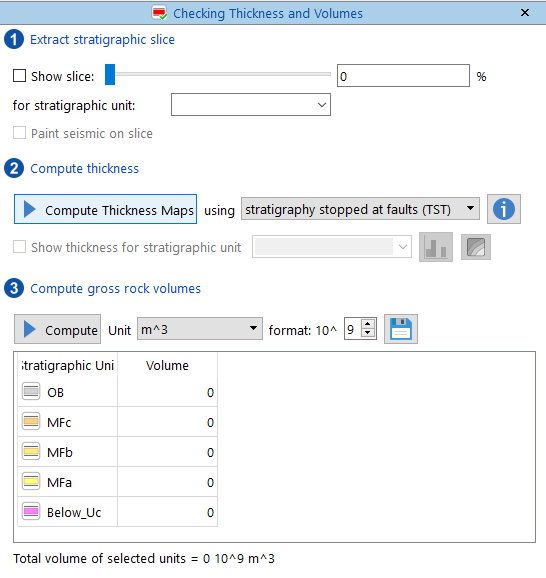 Checking Thickness and Volumes
1 Extract stratigraphic slice
Show slice: 0 %
for stratigraphic unit:
Paint seismic on slice
2 Compute thickness
Compute Thickness Maps using stratigraphy stopped at faults (TST)
Show thickness for stratigraphic unit
3 Compute gross rock volumes
Compute Unit m^3 format: 10^ 9
tratigraphic Uni Volume
OB 0
MFc 0
MFb 0
MFa 0
Below_Uc 0
Total volume of selected units = 0 10^9 m^3